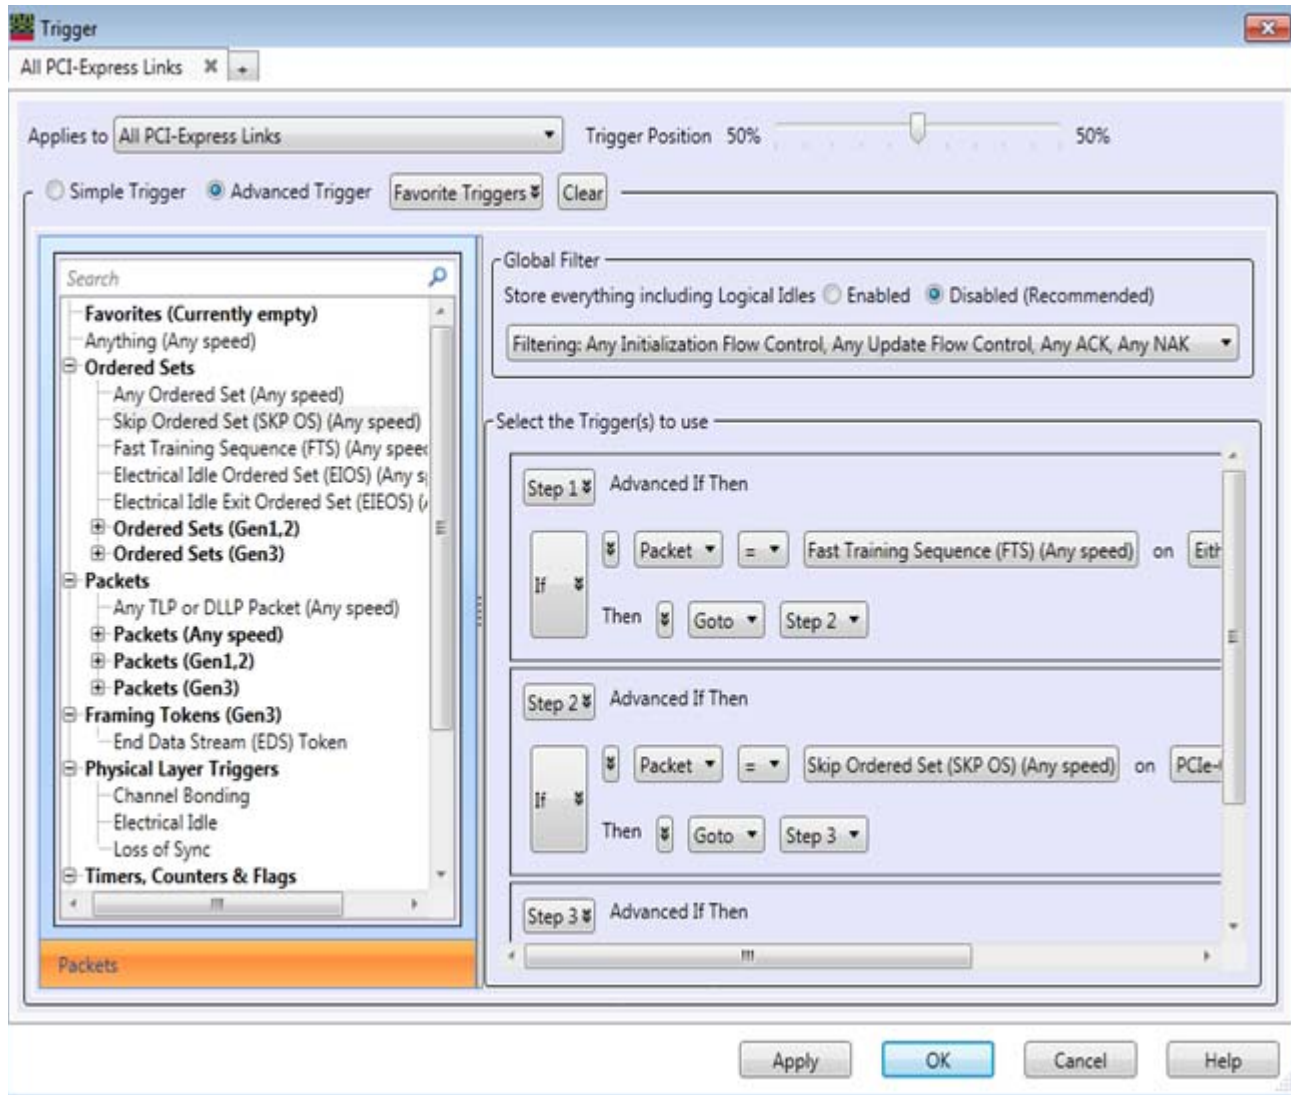 Trigger
All PCI-Express Links
Applies to All PCI-Express Links Trigger Position 50% 50%
Simple Trigger Advanced Trigger Favorite Triggers Clear
Search
Favorites (Currently empty)
Anything (Any speed)
Ordered Sets
Any Ordered Set (Any speed)
Skip Ordered Set (SKP OS) (Any speed)
Fast Training Sequence (FTS) (Any speed
Electrical Idle Ordered Set (EIOS) (Any s
Electrical Idle Exit Ordered Set (EIEOS) (
Ordered Sets (Gen1,2)
Ordered Sets (Gen3)
Packets
Any TLP or DLLP Packet (Any speed)
Packets (Any speed)
Packets (Gen1,2)
Packets (Gen3)
Framing Tokens (Gen3)
End Data Stream (EDS) Token
Physical Layer Triggers
Channel Bonding
Electrical Idle
Loss of Sync
Timers, Counters & Flags
Packets
Global Filter
Store everything including Logical Idles Enabled Disabled (Recommended)
Filtering: Any Initialization Flow Control, Any Update Flow Control, Any ACK, Any NAK
Select the Trigger(s) to use
Step 1 Advanced If Then
If Packet = Fast Training Sequence (FTS) (Any speed) on Eith
Then Goto Step 2
Step 2 Advanced If Then
If Packet = Skip Ordered Set (SKP OS) (Any speed) on PCIe-
Then Goto Step 3
Step 3 Advanced If Then
Apply OK Cancel Help